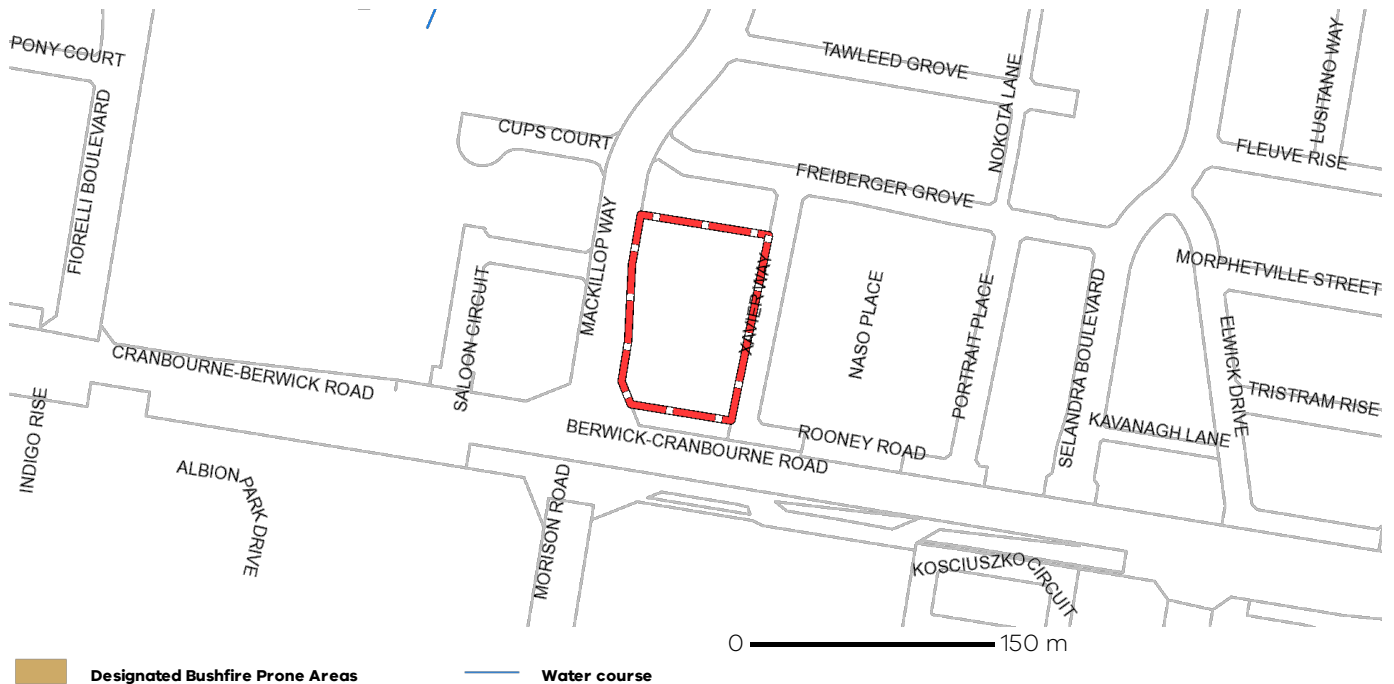 PONY COURT
FIORELLI BOULEVARD
TAWLEED GROVE
NOKOTA LANE
LUSITANO WAY
CUPS COURT
FLEUVE RISE
FREIBERGER GROVE
MACKILLOP WAY
XAVIER WAY
NASO PLACE
PORTRAIT PLACE
SELANDRA BOULEVARD
MORPHETVILLE STREET
ELWICK DRIVE
SALOON CIRCUIT
CRANBOURNE-BERWICK ROAD
TRISTRAM RISE
KAVANAGH LANE
INDIGO RISE
BERWICK-CRANBOURNE ROAD
ROONEY ROAD
ALBION PARK DRIVE
MORISON ROAD
KOSCIUSZKO CIRCUIT
0 150 m
Designated Bushfire Prone Areas Water course